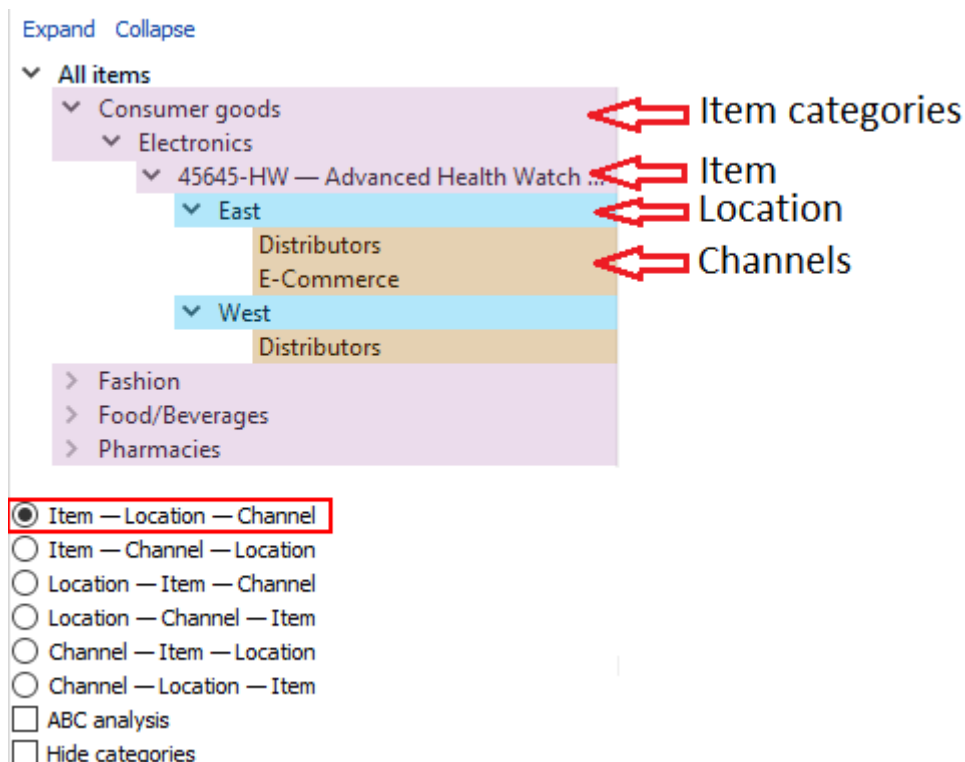 Expand Collapse
All items
Consumer goods
Item categories
Electronics
45645-HW — Advanced Health Watch ...
Item
East
Location
Distributors
Channels
E-Commerce
West
Distributors
Fashion
Food/Beverages
Pharmacies
Item — Location — Channel
Item — Channel — Location
Location — Item — Channel
Location — Channel — Item
Channel — Item — Location
Channel — Location — Item
ABC analysis
Hide categories